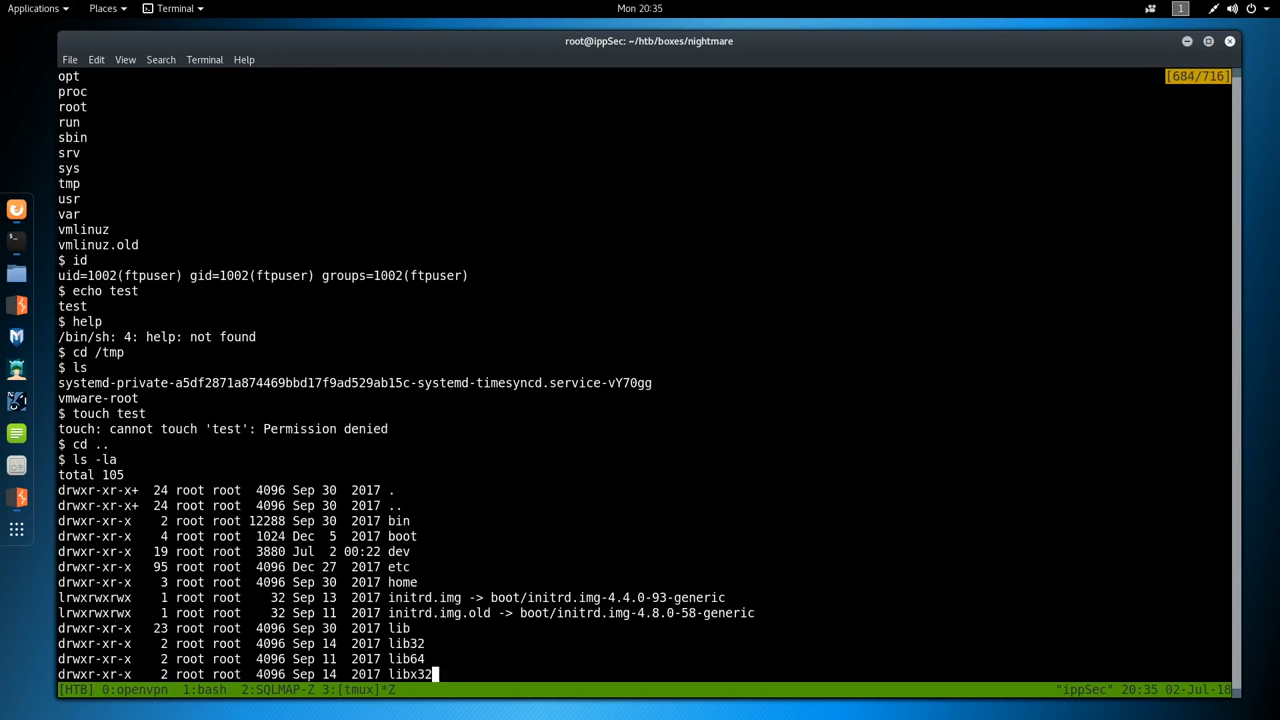 Applications Places Terminal Mon 20:35 1
root@ippSec: ~/htb/boxes/nightmare
File Edit View Search Terminal Help
opt [684/716]
proc
root
run
sbin
srv
sys
tmp
usr
var
vmlinuz
vmlinuz.old
$ id
uid=1002(ftpuser) gid=1002(ftpuser) groups=1002(ftpuser)
$ echo test
test
$ help
/bin/sh: 4: help: not found
$ cd /tmp
$ ls
systemd-private-a5df2871a874469bbd17f9ad529ab15c-systemd-timesyncd.service-vY70gg
vmware-root
$ touch test
touch: cannot touch 'test': Permission denied
$ cd ..
$ ls -la
total 105
drwxr-xr-x+ 24 root root 4096 Sep 30 2017 .
drwxr-xr-x+ 24 root root 4096 Sep 30 2017 ..
drwxr-xr-x 2 root root 12288 Sep 30 2017 bin
drwxr-xr-x 4 root root 1024 Dec 5 2017 boot
drwxr-xr-x 19 root root 3880 Jul 2 00:22 dev
drwxr-xr-x 95 root root 4096 Dec 27 2017 etc
drwxr-xr-x 3 root root 4096 Sep 30 2017 home
lrwxrwxrwx 1 root root 32 Sep 13 2017 initrd.img -> boot/initrd.img-4.4.0-93-generic
lrwxrwxrwx 1 root root 32 Sep 11 2017 initrd.img.old -> boot/initrd.img-4.8.0-58-generic
drwxr-xr-x 23 root root 4096 Sep 30 2017 lib
drwxr-xr-x 2 root root 4096 Sep 14 2017 lib32
drwxr-xr-x 2 root root 4096 Sep 11 2017 lib64
drwxr-xr-x 2 root root 4096 Sep 14 2017 libx32
[HTB] 0:openvpn 1:bash 2:SQLMAP-Z 3:[tmux]*Z "ippSec" 20:35 02-Jul-18